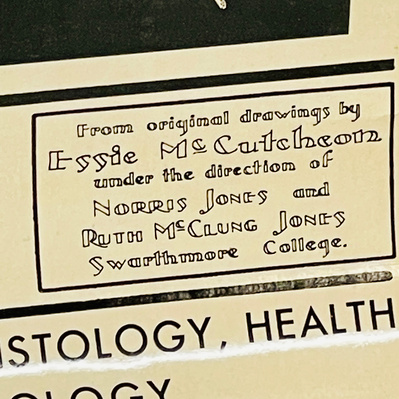 From original drawings by
Essie McCutcheon
under the direction of
NORRIS JONES and
RUTH McCLUNG JONES
Swarthmore College.
ISTOLOGY, HEALTH
OLOGY